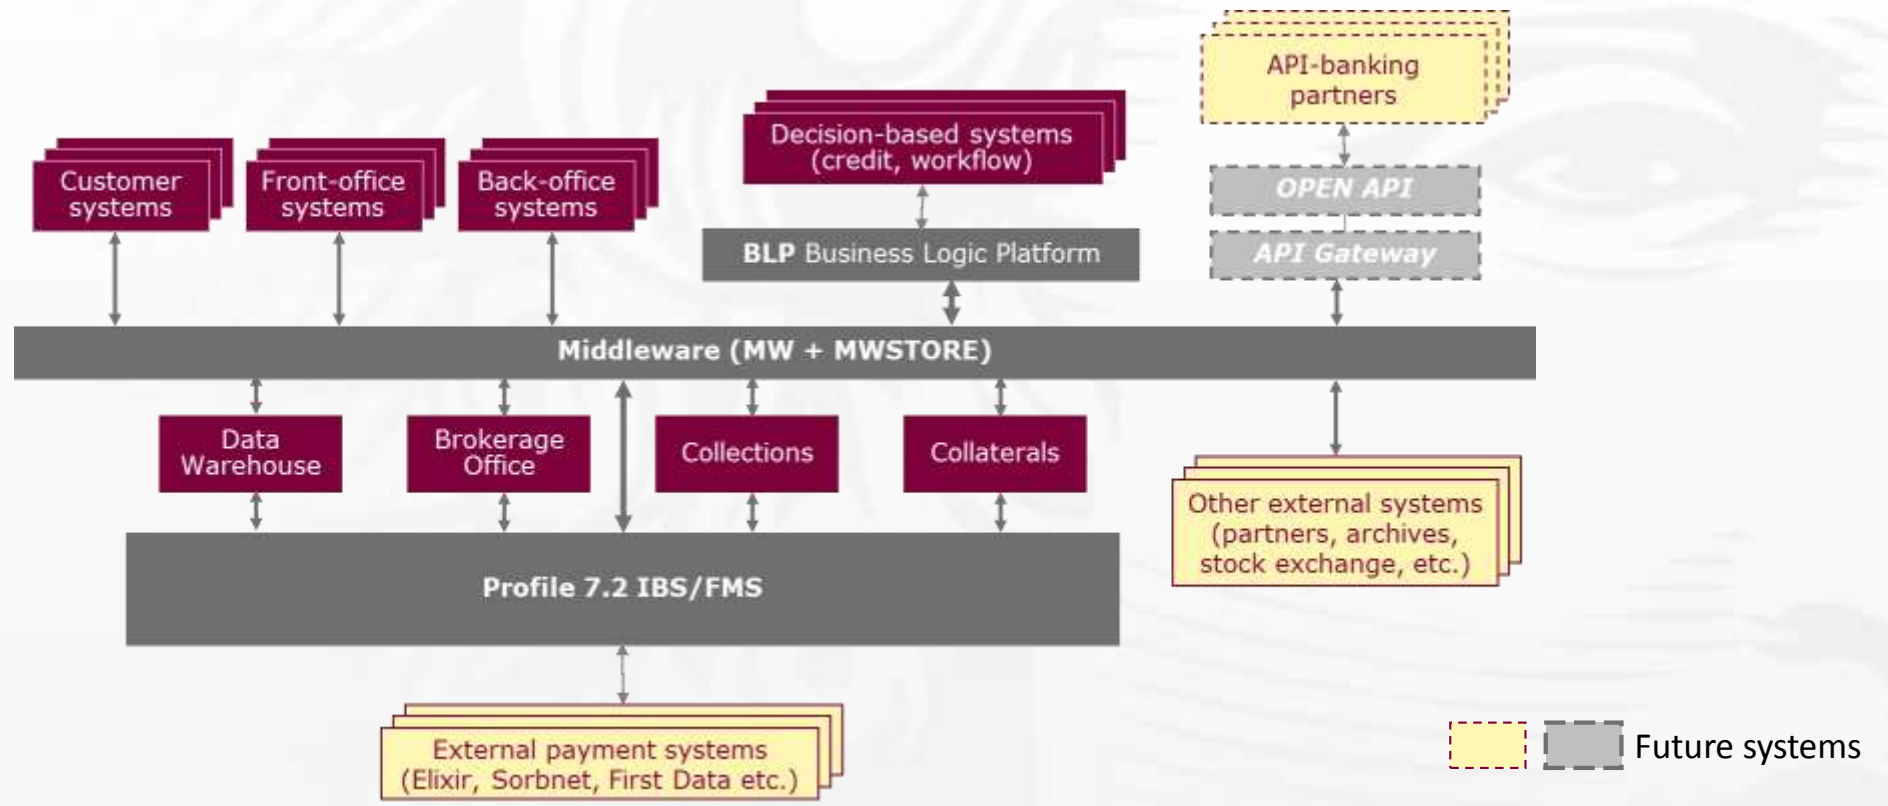 API-banking
partners
Decision-based systems
(credit, workflow)
Customer
systems
Front-office
systems
Back-office
systems
OPEN API
BLP Business Logic Platform
API Gateway
Middleware (MW + MWSTORE)
Data
Warehouse
Brokerage
Office
Collections
Collaterals
Other external systems
(partners, archives,
stock exchange, etc.)
Profile 7.2 IBS/FMS
External payment systems
(Elixir, Sorbnet, First Data etc.)
Future systems